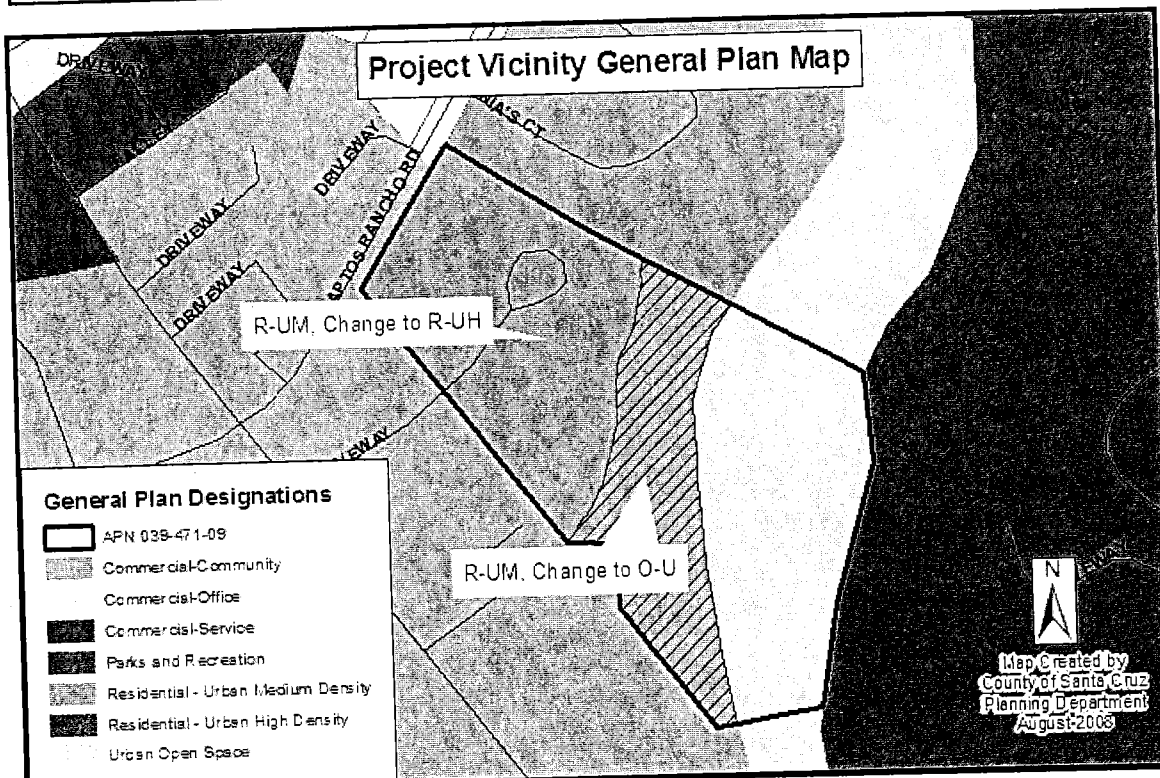 Project Vicinity General Plan Map
DRIVEWAY
DRIVEWAY
DRIVEWAY
DRIVEWAY
APTOS RANCHO RD
R-UM, Change to R-UH
R-UM, Change to O-U
General Plan Designations
APN 039-471-09
Commercial-Community
Commercial-Office
Commercial-Service
Parks and Recreation
Residential - Urban Medium Density
Residential - Urban High Density
Urban Open Space
N
Map Created by
County of Santa Cruz
Planning Department
August 2008